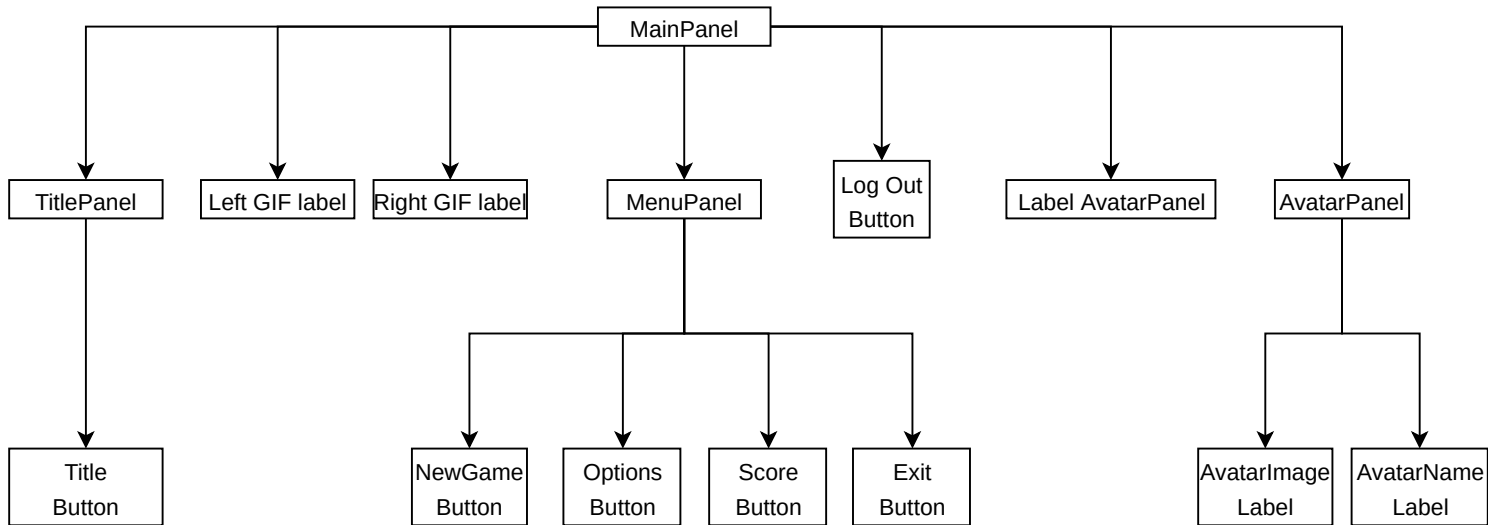 MainPanel
TitlePanel
Left GIF label
Right GIF label
MenuPanel
Log Out
Button
Label AvatarPanel
AvatarPanel
Title
Button
NewGame
Button
Options
Button
Score
Button
Exit
Button
AvatarImage
Label
AvatarName
Label